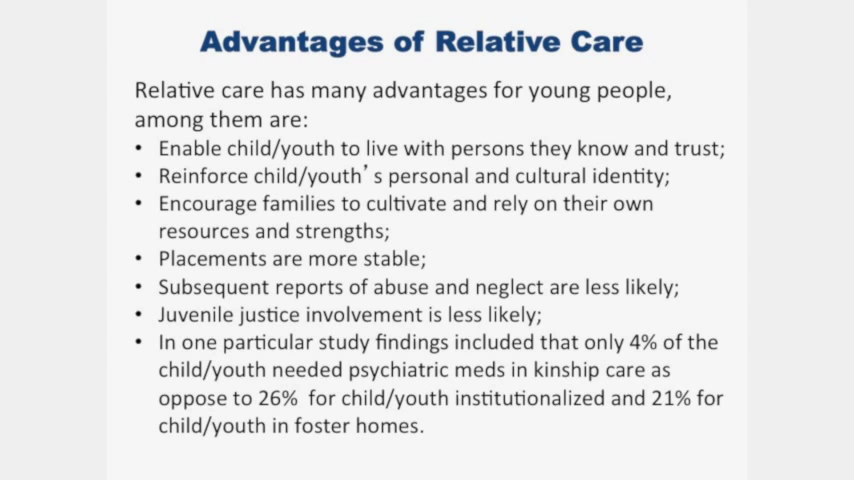 Advantages of Relative Care
Relative care has many advantages for young people,
among them are:
• Enable child/youth to live with persons they know and trust;
• Reinforce child/youth’s personal and cultural identity;
• Encourage families to cultivate and rely on their own
resources and strengths;
• Placements are more stable;
• Subsequent reports of abuse and neglect are less likely;
• Juvenile justice involvement is less likely;
• In one particular study findings included that only 4% of the
child/youth needed psychiatric meds in kinship care as
oppose to 26% for child/youth institutionalized and 21% for
child/youth in foster homes.